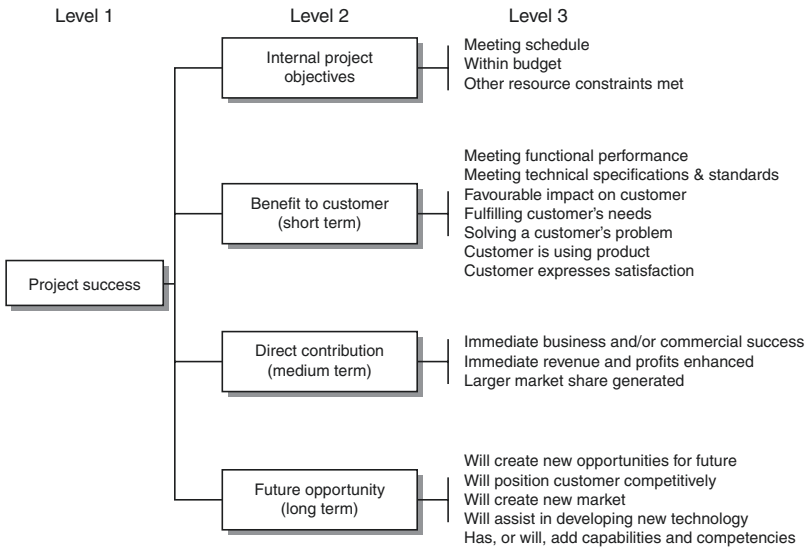 Level 1
Level 2
Level 3
Project success
Internal project
objectives
Meeting schedule
Within budget
Other resource constraints met
Benefit to customer
(short term)
Meeting functional performance
Meeting technical specifications & standards
Favourable impact on customer
Fulfilling customer's needs
Solving a customer's problem
Customer is using product
Customer expresses satisfaction
Direct contribution
(medium term)
Immediate business and/or commercial success
Immediate revenue and profits enhanced
Larger market share generated
Future opportunity
(long term)
Will create new opportunities for future
Will position customer competitively
Will create new market
Will assist in developing new technology
Has, or will, add capabilities and competencies